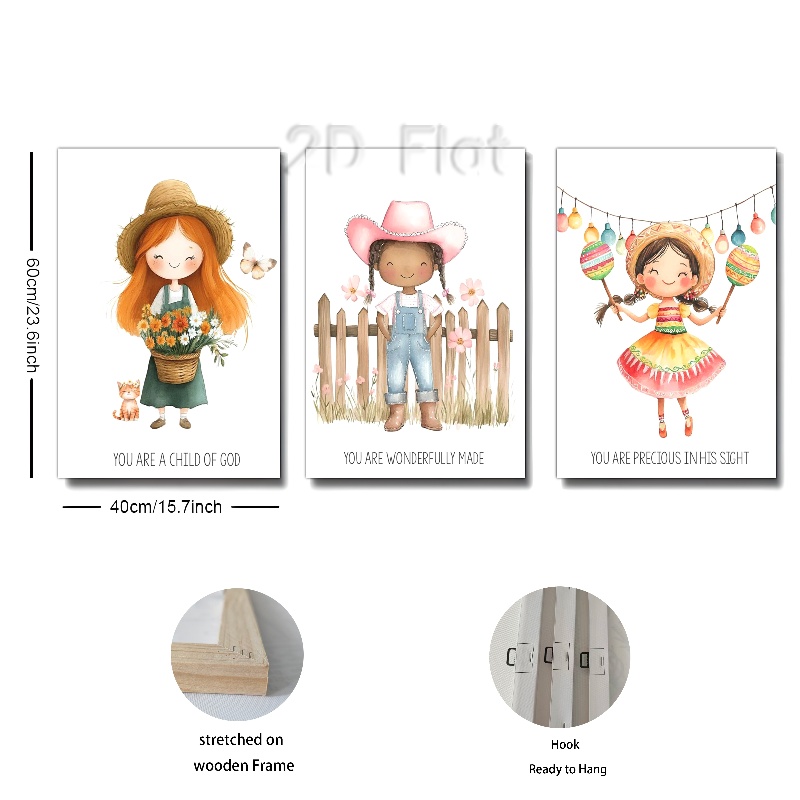 2D Flat
60cm/23.6inch
YOU ARE A CHILD OF GOD
YOU ARE WONDERFULLY MADE
YOU ARE PRECIOUS IN HIS SIGHT
40cm/15.7inch
stretched on
wooden Frame
Hook
Ready to Hang